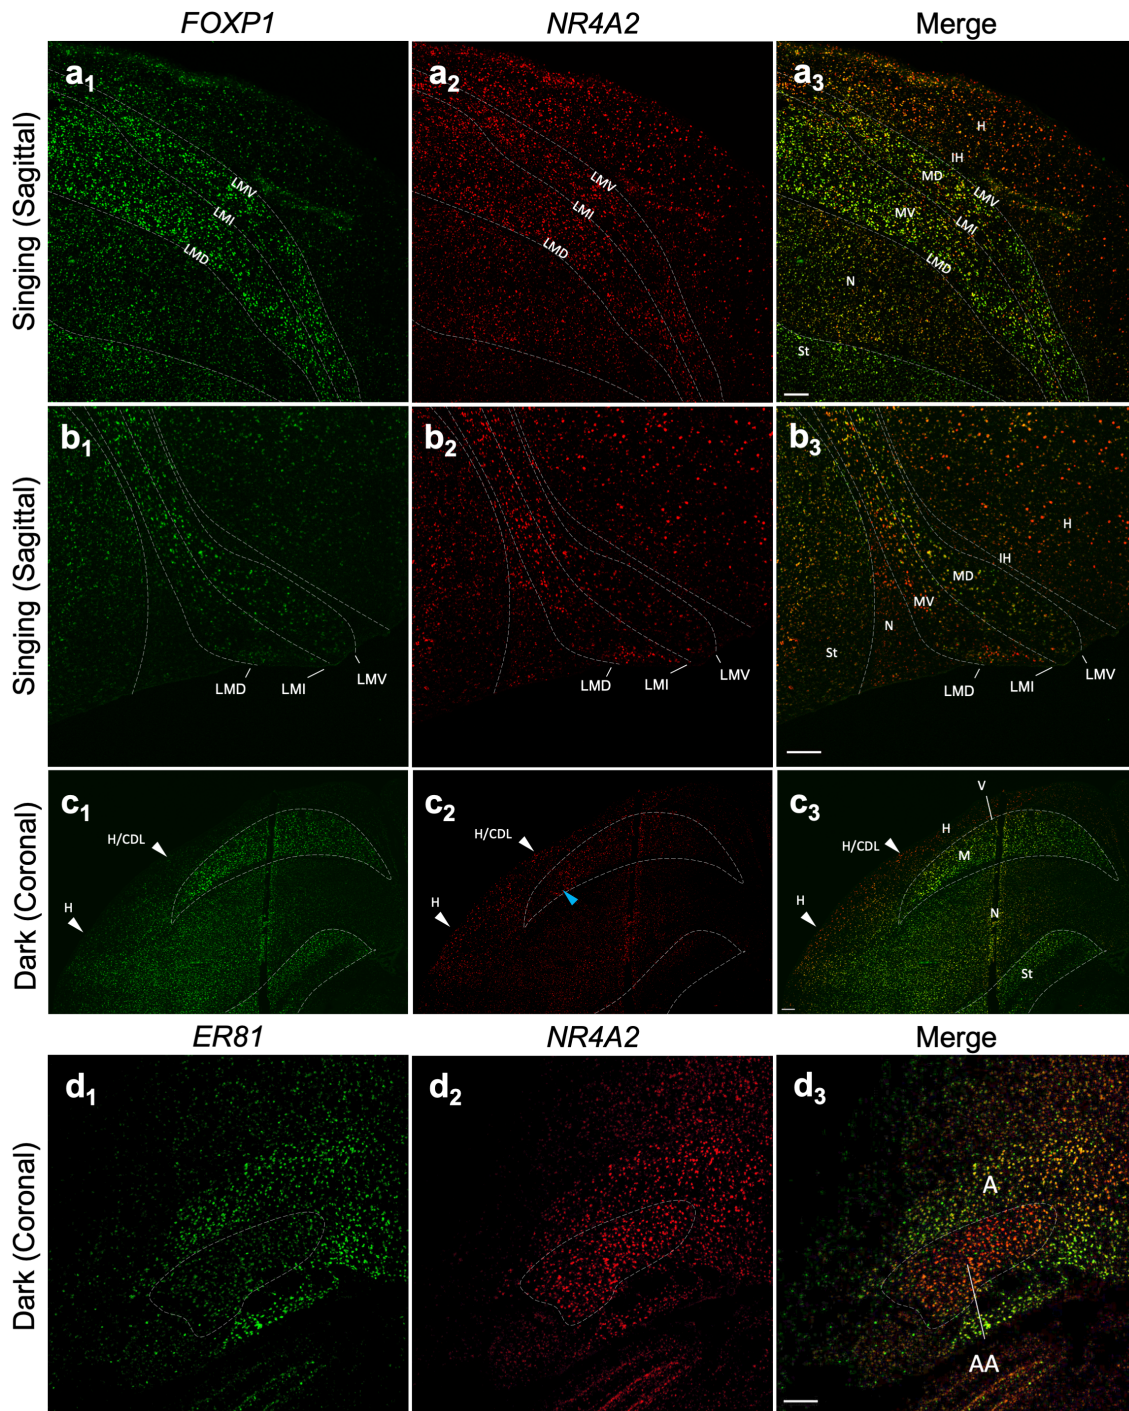 FOXP1 NR4A2 Merge
Singing (Sagittal)
a1 a2 a3
LMV
LMI
LMD
LMV
LMI
LMD
H
IH
MD
LMV
MV
LMI
LMD
N
St
Singing (Sagittal)
b1 b2 b3
LMD LMI LMV
LMD LMI LMV
H
IH
MD
MV
N
St
LMD LMI LMV
Dark (Coronal)
c1 c2 c3
H/CDL
H
H/CDL
H
V
H
H/CDL
M
H
N
St
ER81 NR4A2 Merge
Dark (Coronal)
d1 d2 d3
A
AA